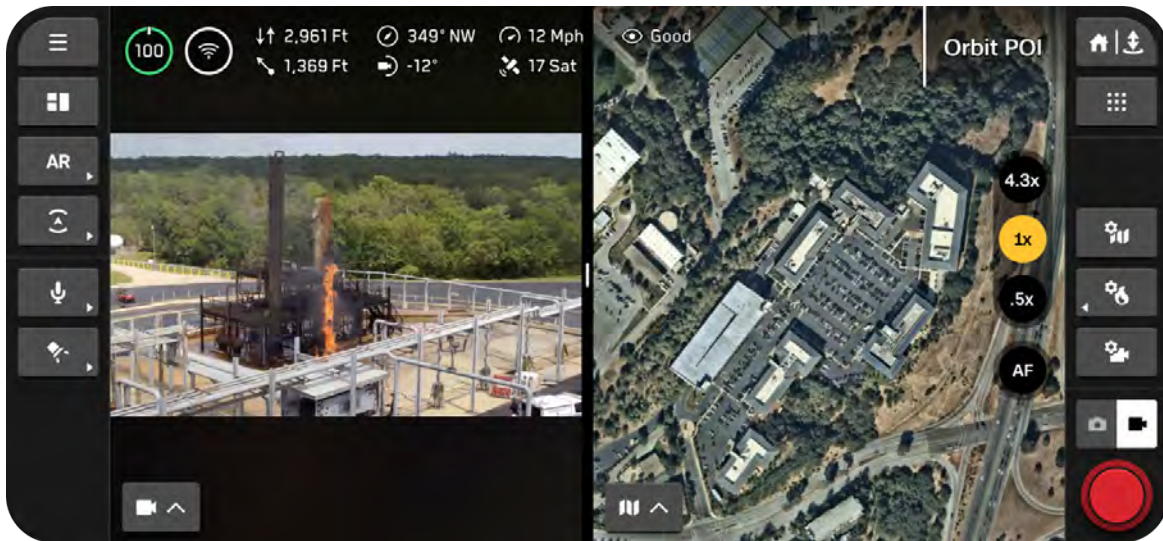 100
2,961 Ft
349° NW
12 Mph
1,369 Ft
-12°
17 Sat
Good
Orbit POI
AR
4.3x
1x
.5x
AF